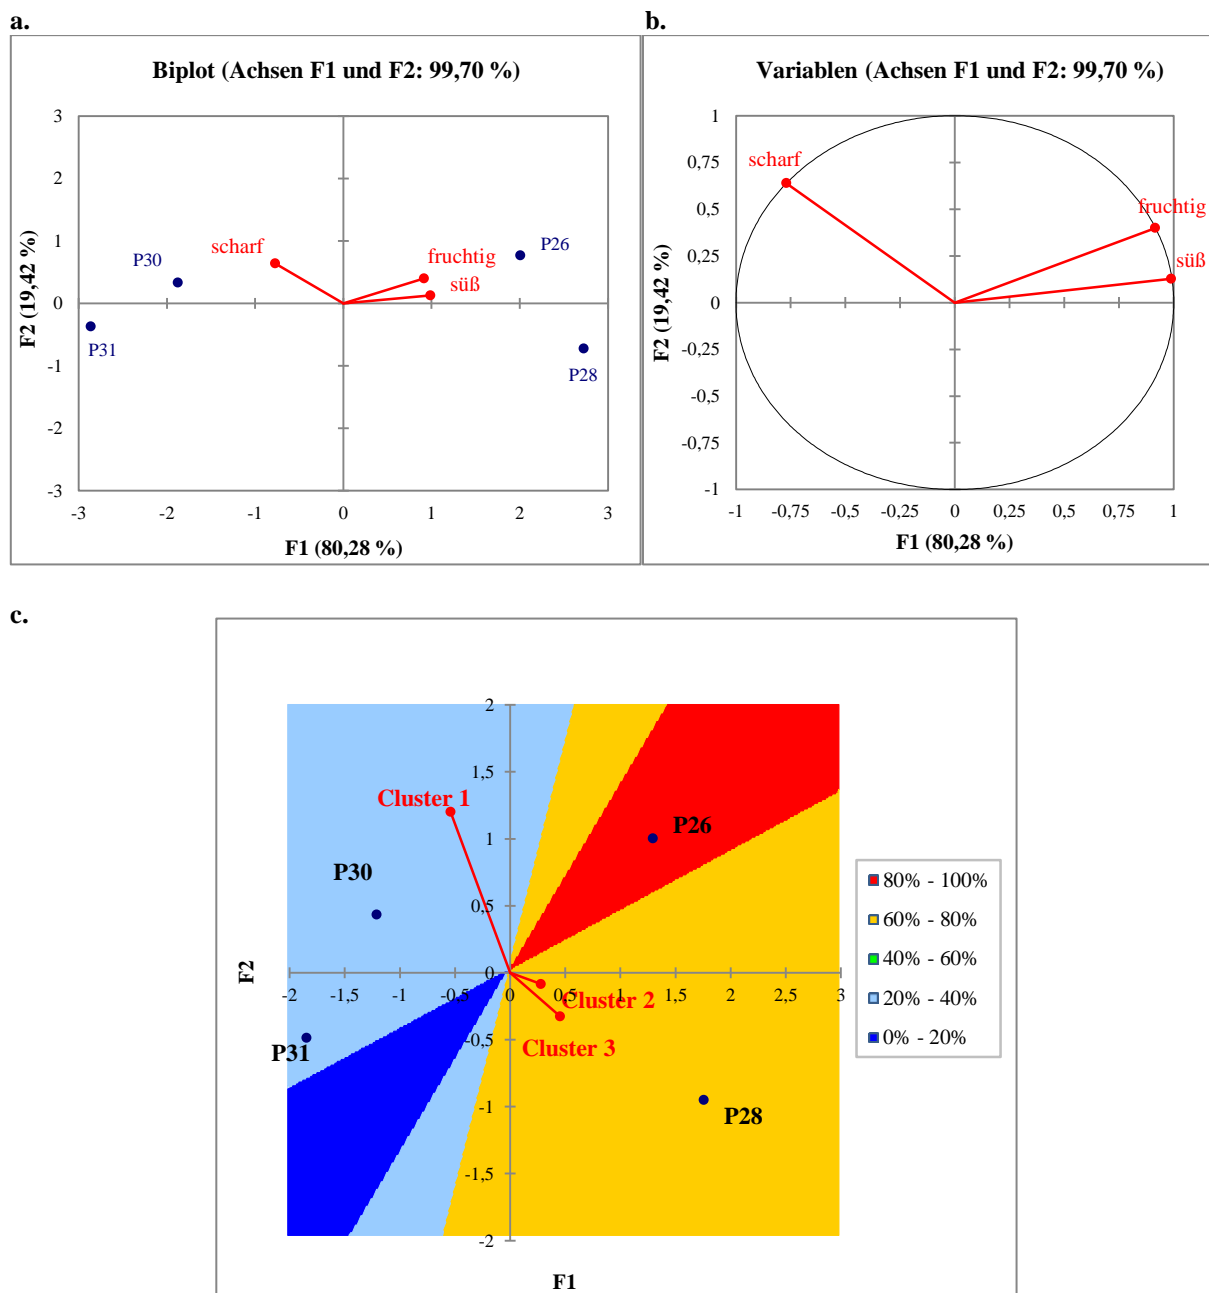 a.
b.
Biplot (Achsen F1 und F2: 99,70 %)
3
2
1
0
-1
-2
-3
-3 -2 -1 0 1 2 3
F2 (19,42 %)
F1 (80,28 %)
scharf
fruchtig
süß
P26
P30
P31
P28
Variablen (Achsen F1 und F2: 99,70 %)
1
0,75
0,5
0,25
0
-0,25
-0,5
-0,75
-1
-1 -0,75 -0,5 -0,25 0 0,25 0,5 0,75 1
F2 (19,42 %)
F1 (80,28 %)
scharf
fruchtig
süß
c.
2
1,5
1
0,5
0
-0,5
-1
-1,5
-2
-2 -1,5 -1 -0,5 0 0,5 1 1,5 2 2,5 3
F2
F1
Cluster 1
P26
P30
Cluster 2
Cluster 3
P31
P28
80% - 100%
60% - 80%
40% - 60%
20% - 40%
0% - 20%